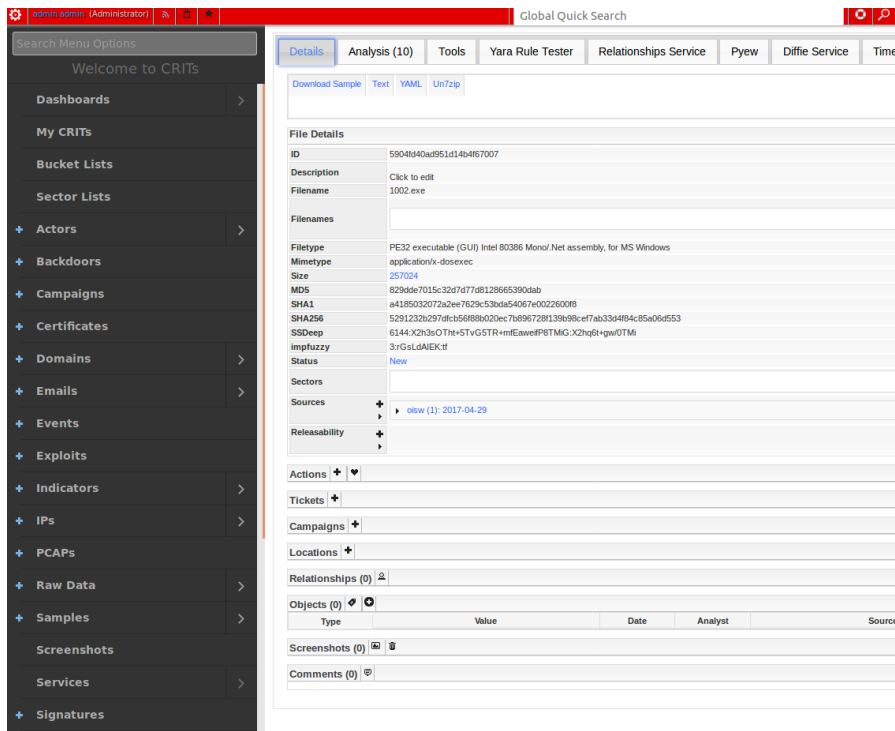 admin admin (Administrator)
Global Quick Search
Search Menu Options
Welcome to CRITs
Dashboards
My CRITs
Bucket Lists
Sector Lists
Actors
Backdoors
Campaigns
Certificates
Domains
Emails
Events
Exploits
Indicators
IPs
PCAPs
Raw Data
Samples
Screenshots
Services
Signatures
Details Analysis (10) Tools Yara Rule Tester Relationships Service Pyew Diffie Service Time
Download Sample Text YAML Un7zip
File Details
ID 5904fd40ad951d14b4f67007
Description Click to edit
Filename 1002.exe
Filenames
Filetype PE32 executable (GUI) Intel 80386 Mono/.Net assembly, for MS Windows
Mimetype application/x-dosexec
Size 257024
MD5 829dde7015c32d7d77d8128665390dab
SHA1 a4185032072a2ee7629c53bda54067e0022600f8
SHA256 5291232b297dfcb56f88b020ec7b896728f139b98cef7ab33d4f84c85a06d553
SSDeep 6144:X2h3sOTht+5TvG5TR+mfEaweifP8TMiG:X2hq6t+gw/0TMi
impfuzzy 3:rGsLdAIEK:tf
Status New
Sectors
Sources oisw (1): 2017-04-29
Releasability
Actions
Tickets
Campaigns
Locations
Relationships (0)
Objects (0)
Type Value Date Analyst Source
Screenshots (0)
Comments (0)